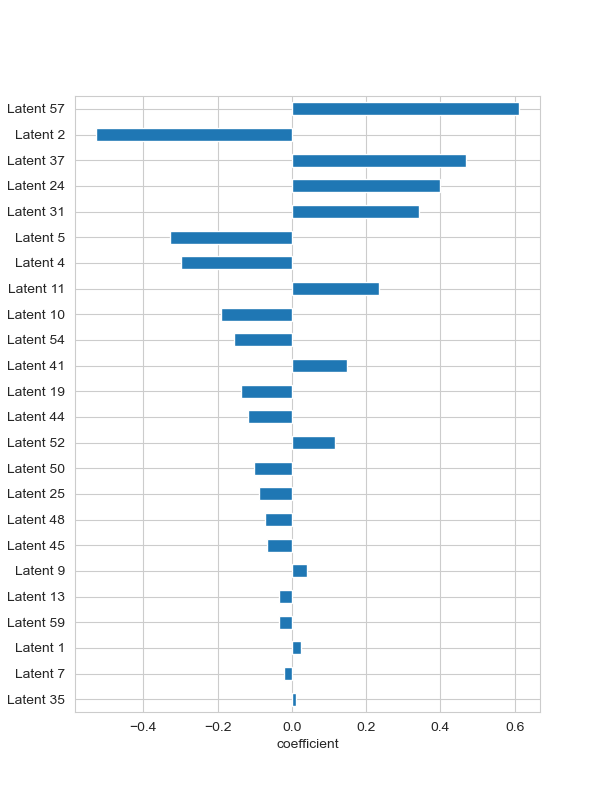 Latent 57
Latent 2
Latent 37
Latent 24
Latent 31
Latent 5
Latent 4
Latent 11
Latent 10
Latent 54
Latent 41
Latent 19
Latent 44
Latent 52
Latent 50
Latent 25
Latent 48
Latent 45
Latent 9
Latent 13
Latent 59
Latent 1
Latent 7
Latent 35
−0.4 −0.2 0.0 0.2 0.4 0.6
coefficient